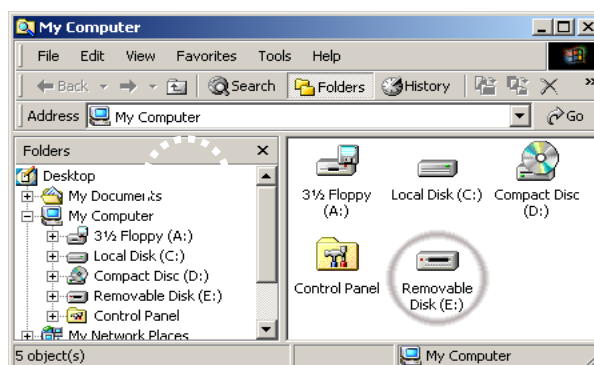 My Computer
File Edit View Favorites Tools Help
Back Search Folders History »
Address My Computer Go
Folders
Desktop
My Documents
My Computer
3½ Floppy (A:)
Local Disk (C:)
Compact Disc (D:)
Removable Disk (E:)
Control Panel
My Network Places
3½ Floppy
(A:)
Local Disk (C:)
Compact Disc
(D:)
Control Panel
Removable
Disk (E:)
5 object(s)
My Computer